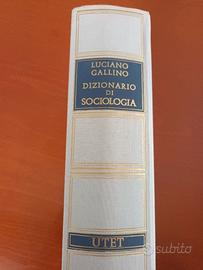 LUCIANO
GALLINO
DIZIONARIO
DI
SOCIOLOGIA
UTET
subito